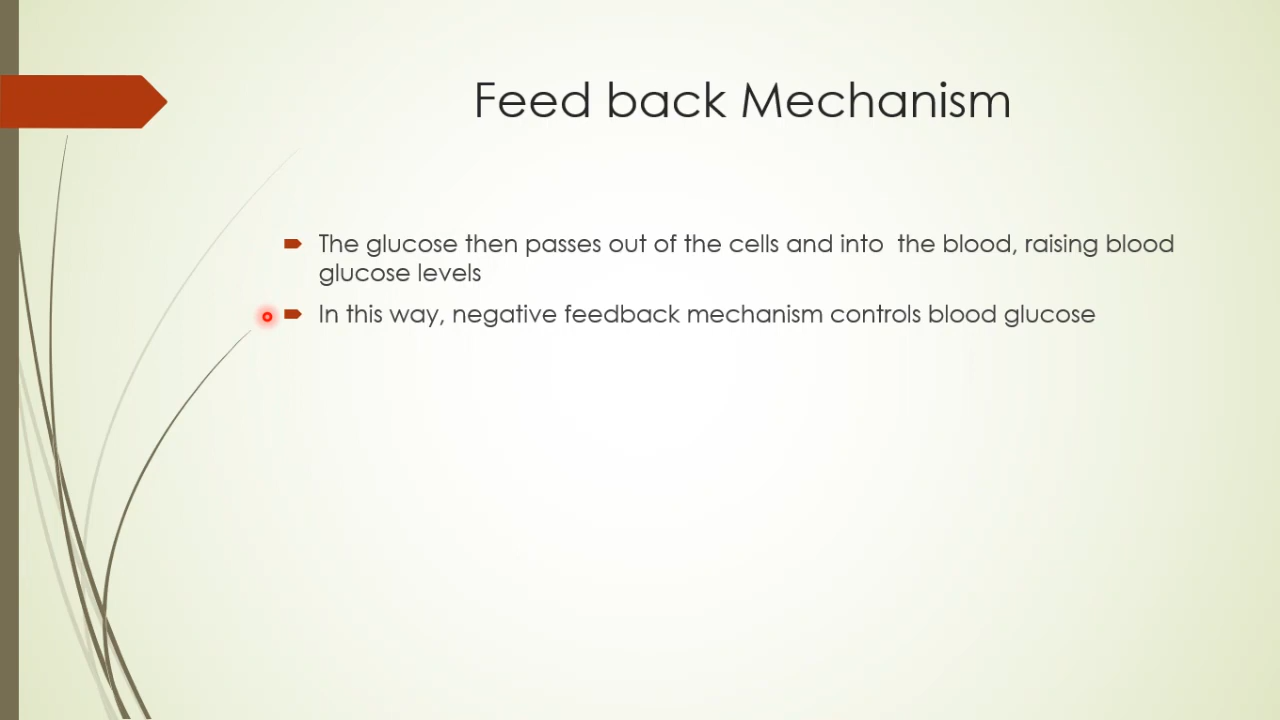 Feed back Mechanism
The glucose then passes out of the cells and into  the blood, raising blood
glucose levels
In this way, negative feedback mechanism controls blood glucose